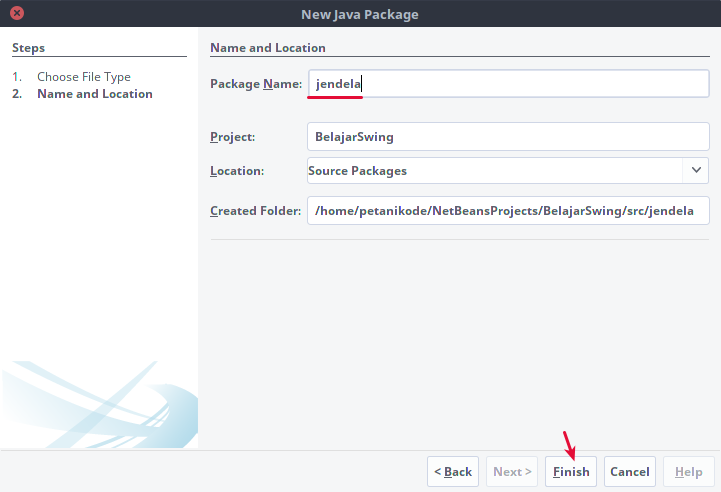 New Java Package
Steps
1. Choose File Type
2. Name and Location
Name and Location
Package Name: jendela
Project: BelajarSwing
Location: Source Packages
Created Folder: /home/petanikode/NetBeansProjects/BelajarSwing/src/jendela
< Back Next > Finish Cancel Help